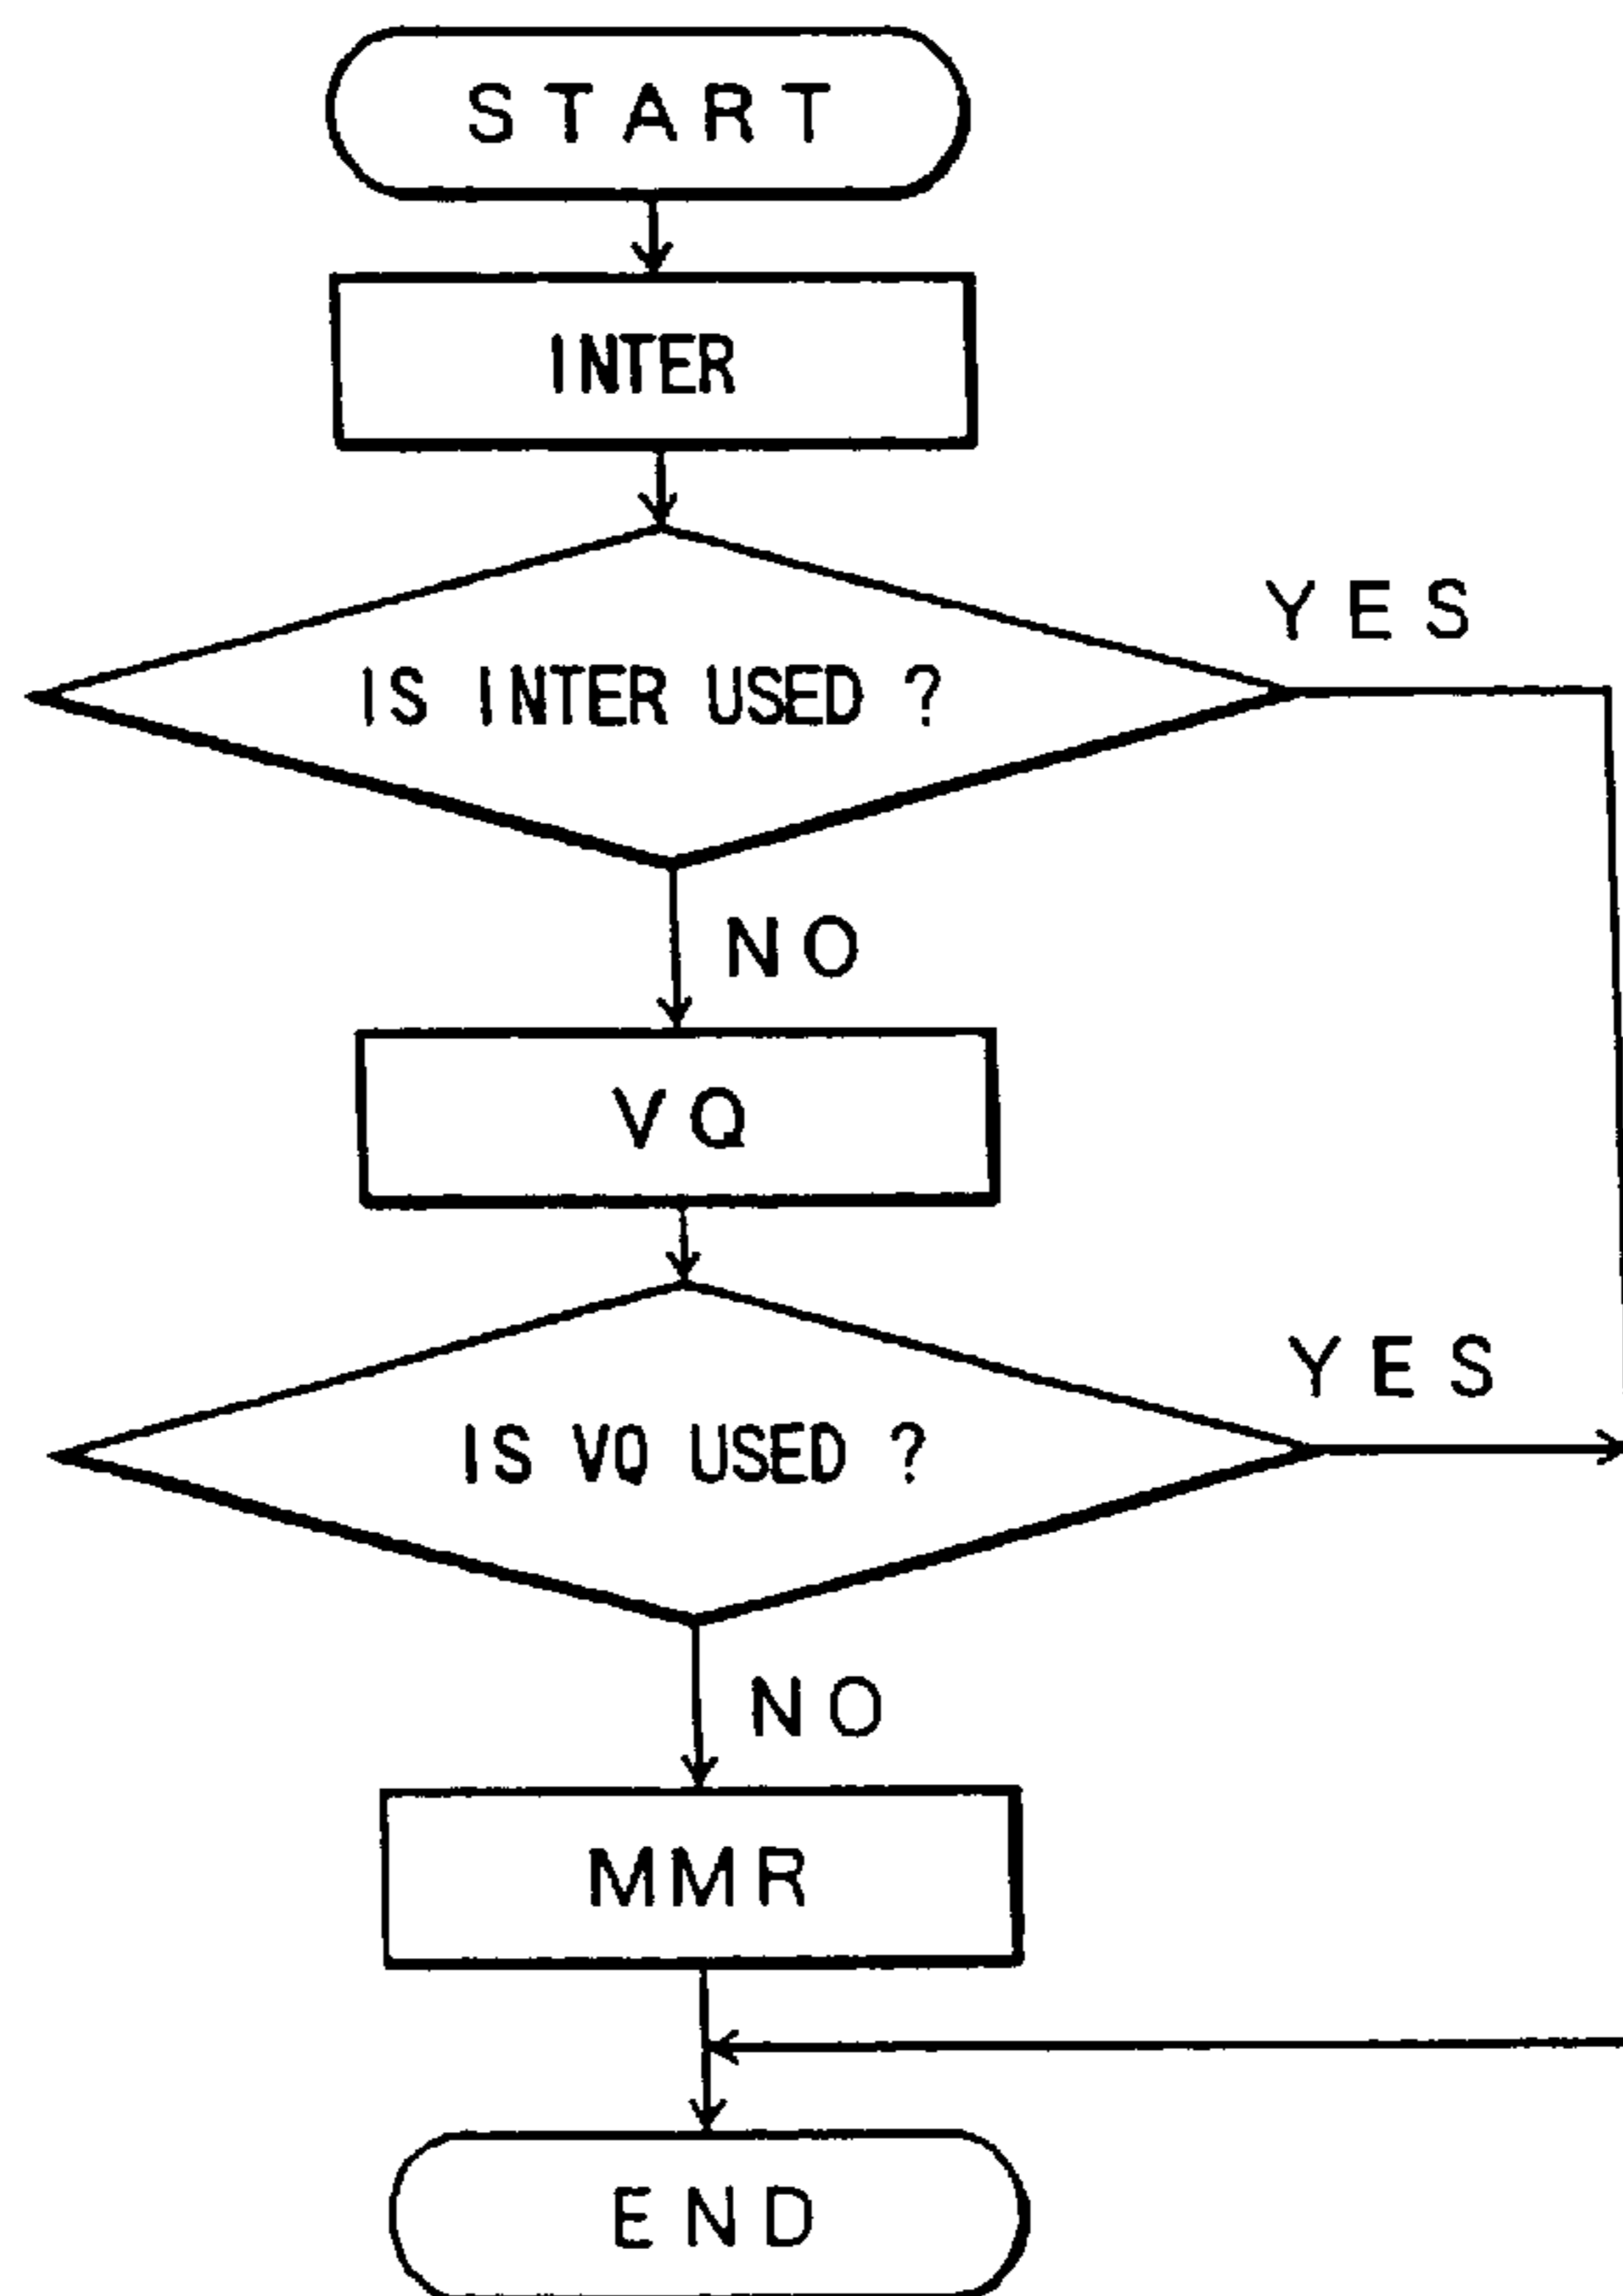 START
INTER
YES
IS INTER USED ?
NO
VQ
YES
IS VQ USED ?
NO
MMR
END